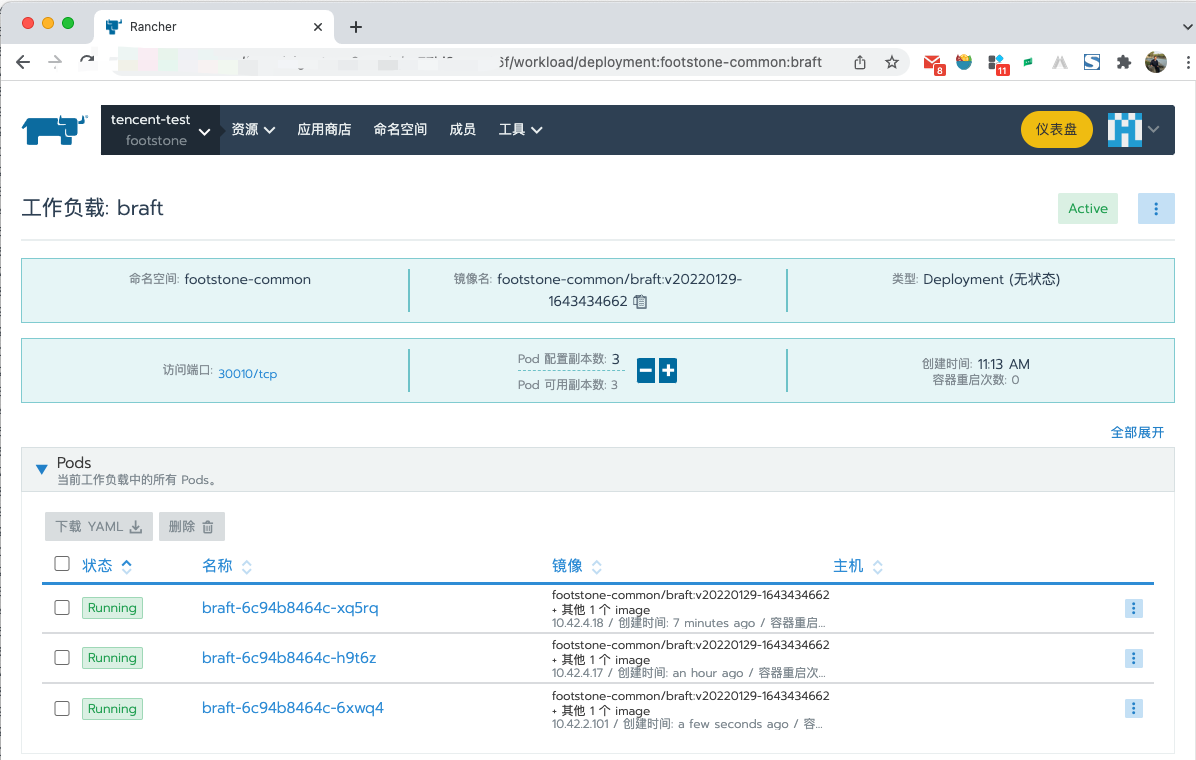 Rancher
5f/workload/deployment:footstone-common:braft
8
11
tencent-test
footstone
资源
应用商店
命名空间
成员
工具
仪表盘
工作负载: braft
Active
命名空间: footstone-common
镜像名: footstone-common/braft:v20220129-
1643434662
类型: Deployment (无状态)
访问端口: 30010/tcp
Pod 配置副本数: 3
Pod 可用副本数: 3
创建时间: 11:13 AM
容器重启次数: 0
全部展开
Pods
当前工作负载中的所有 Pods。
下载 YAML
删除
状态 名称 镜像 主机
Running braft-6c94b8464c-xq5rq
footstone-common/braft:v20220129-1643434662
+ 其他 1 个 image
10.42.4.18 / 创建时间: 7 minutes ago / 容器重启...
Running braft-6c94b8464c-h9t6z
footstone-common/braft:v20220129-1643434662
+ 其他 1 个 image
10.42.4.17 / 创建时间: an hour ago / 容器重启次...
Running braft-6c94b8464c-6xwq4
footstone-common/braft:v20220129-1643434662
+ 其他 1 个 image
10.42.2.101 / 创建时间: a few seconds ago / 容...